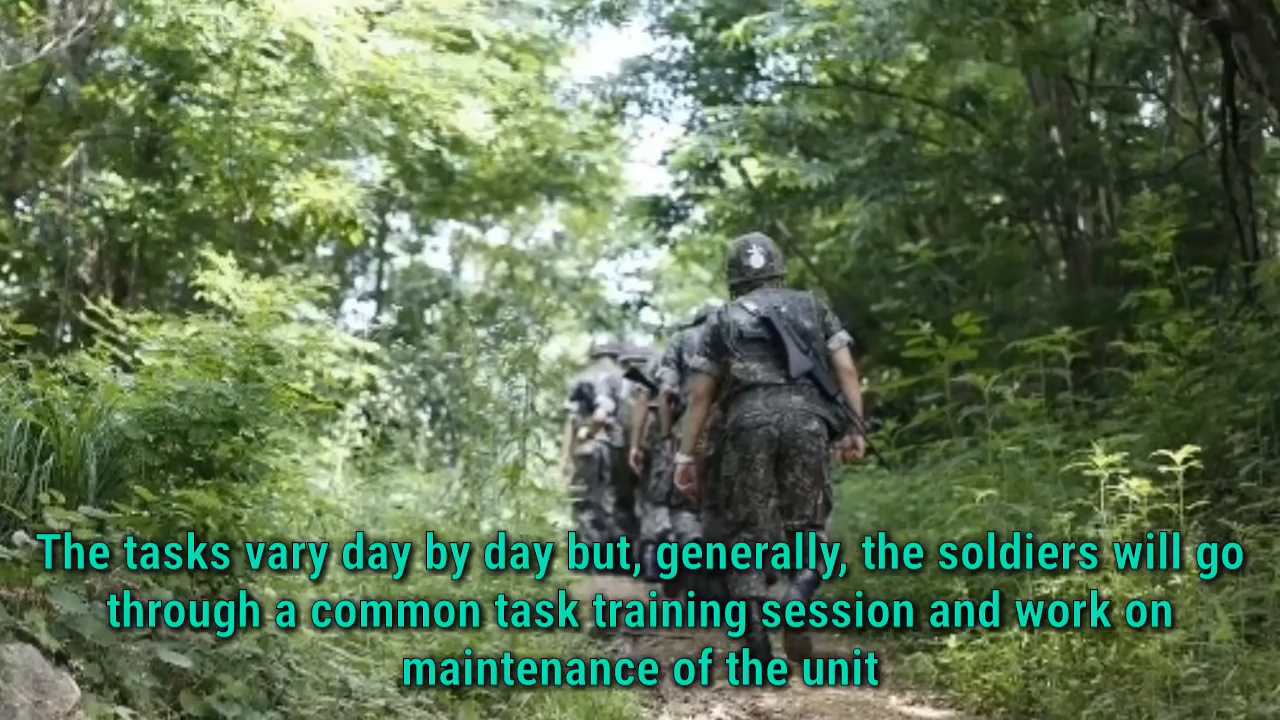 The tasks vary day by day but, generally, the soldiers will go
through a common task training session and work on
maintenance of the unit